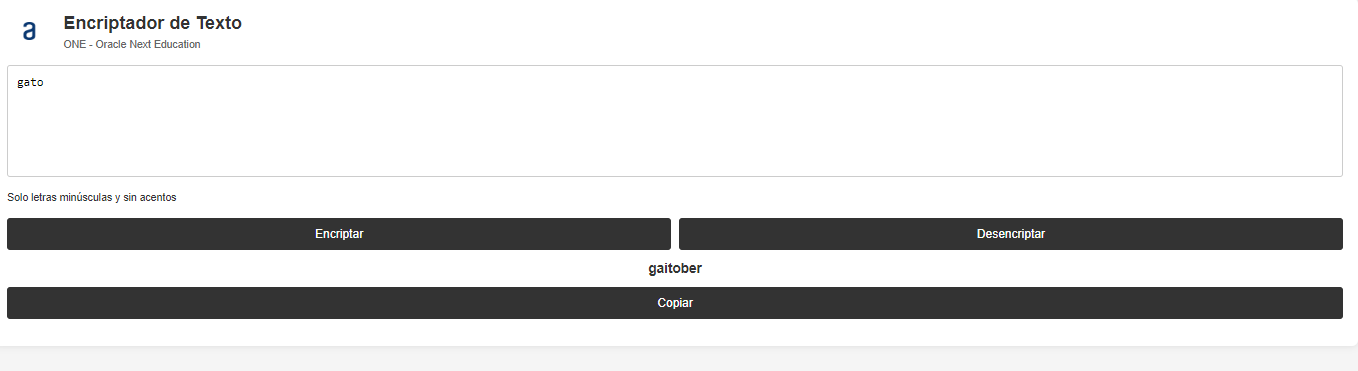 a
Encriptador de Texto
ONE - Oracle Next Education
gato
Solo letras minúsculas y sin acentos
Encriptar
Desencriptar
gaitober
Copiar